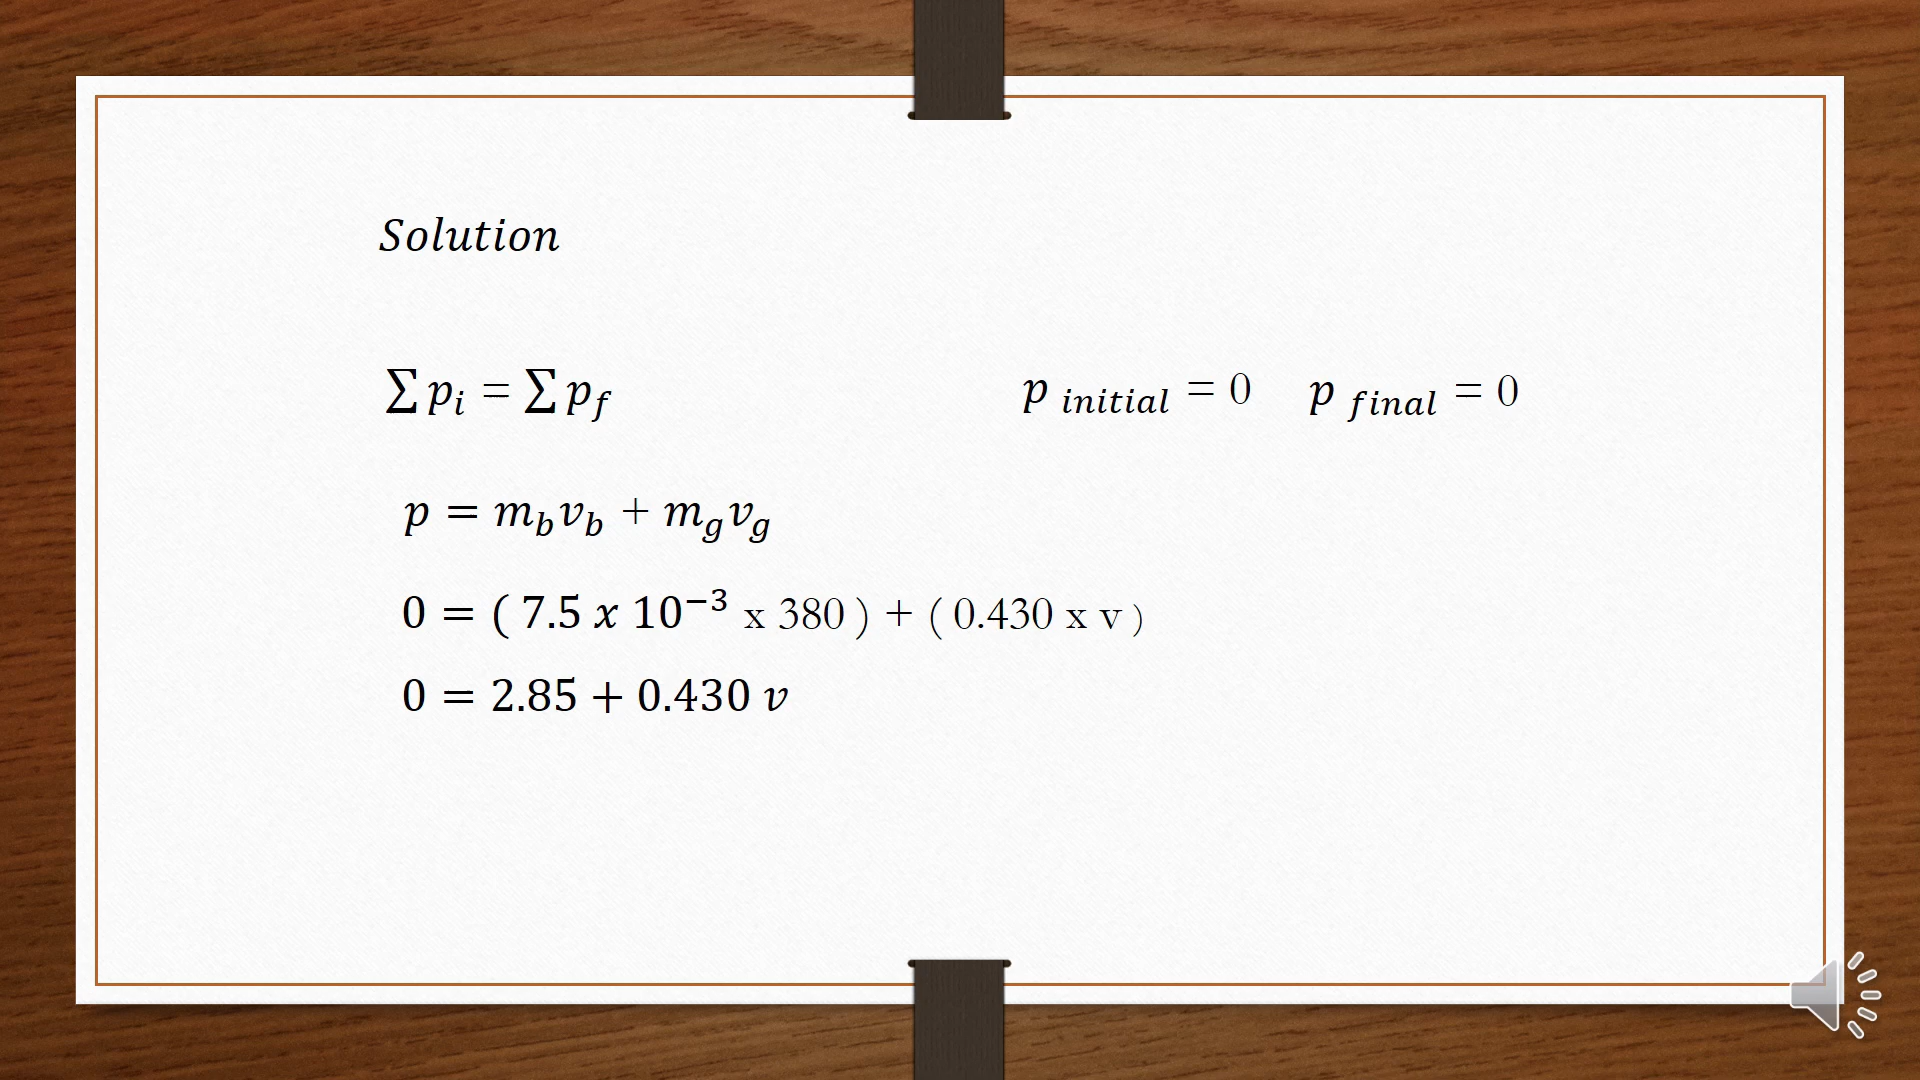 Solution
∑ pᵢ = ∑ p_f p initial = 0 p final = 0
p = m_b v_b + m_g v_g
0 = ( 7.5 x 10⁻³ x 380 ) + ( 0.430 x v )
0 = 2.85 + 0.430 v